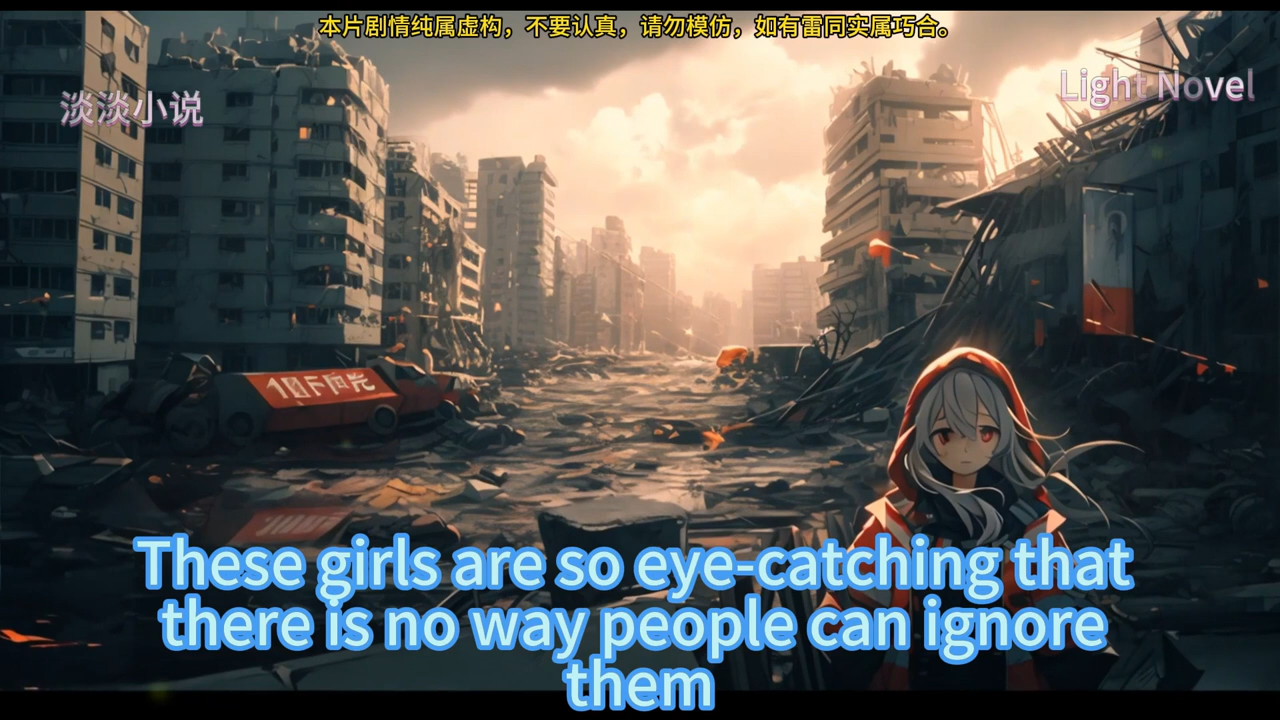 本片剧情纯属虚构，不要认真，请勿模仿，如有雷同实属巧合。
淡淡小说
Light Novel
These girls are so eye-catching that
there is no way people can ignore
them